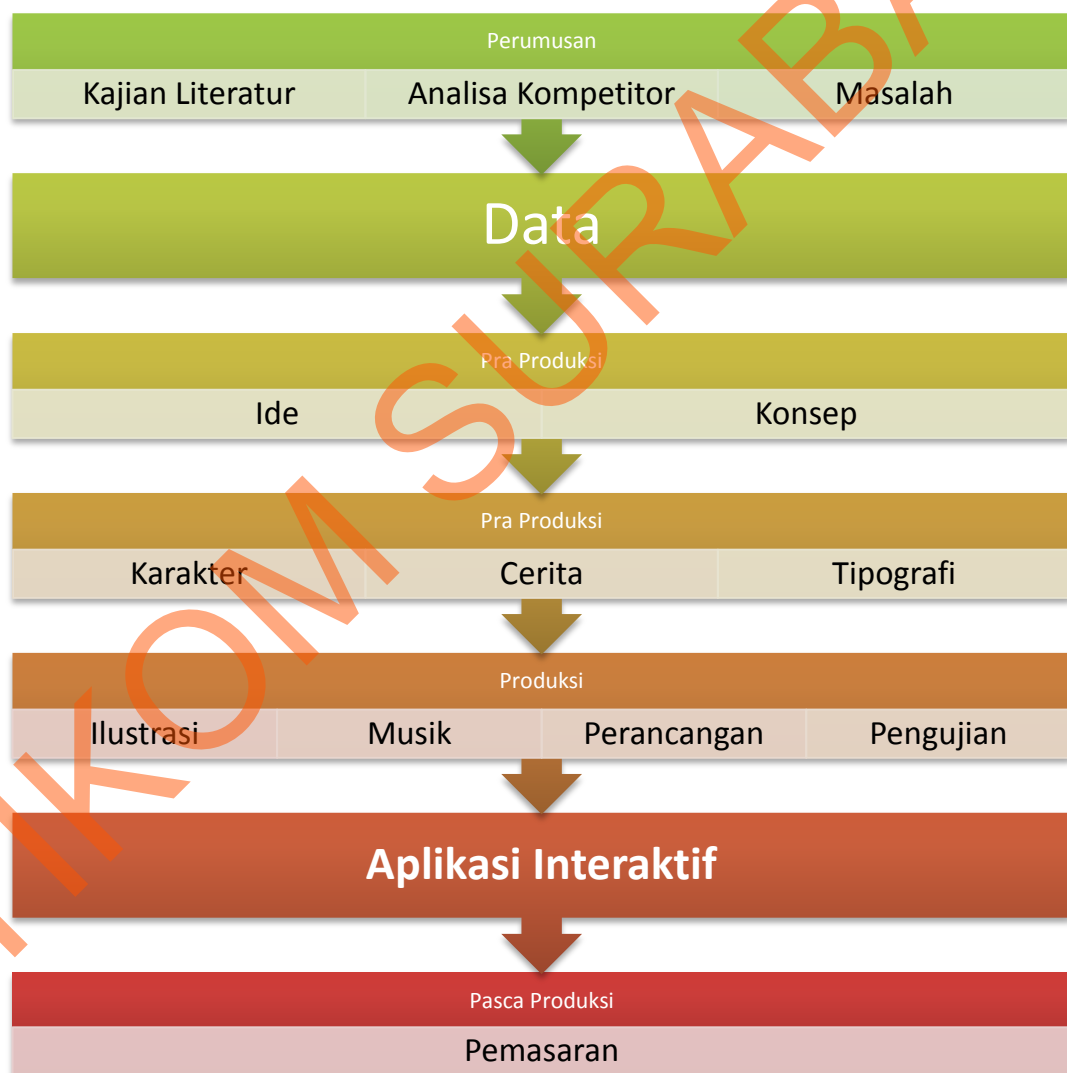 Perumusan
Kajian Literatur Analisa Kompetitor Masalah
Data
Pra Produksi
Ide Konsep
Pra Produksi
Karakter Cerita Tipografi
Produksi
Ilustrasi Musik Perancangan Pengujian
Aplikasi Interaktif
Pasca Produksi
Pemasaran
IKOM SURABA